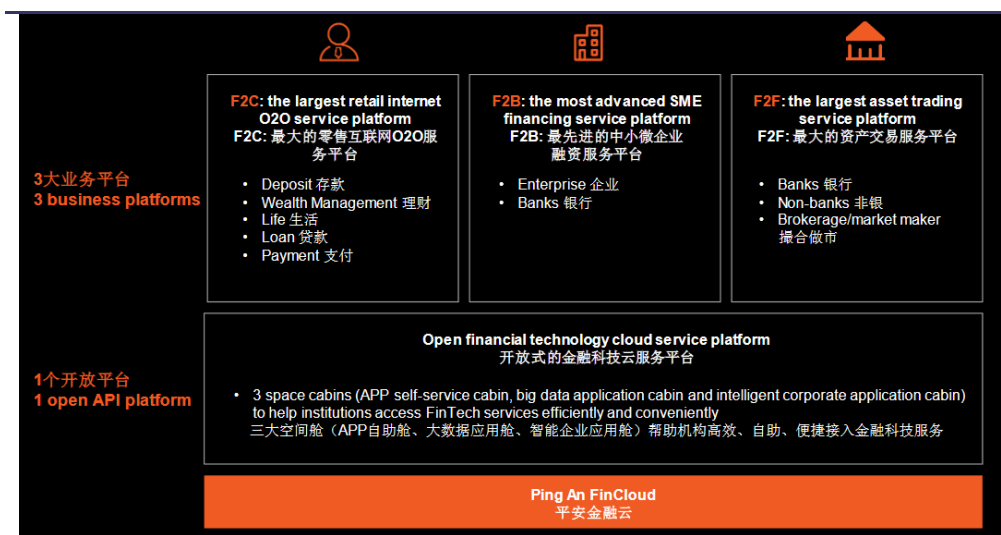 F2C: the largest retail internet
O2O service platform
F2C: 最大的零售互联网O2O服
务平台
• Deposit 存款
• Wealth Management 理财
• Life 生活
• Loan 贷款
• Payment 支付
F2B: the most advanced SME
financing service platform
F2B: 最先进的中小微企业
融资服务平台
• Enterprise 企业
• Banks 银行
F2F: the largest asset trading
service platform
F2F: 最大的资产交易服务平台
• Banks 银行
• Non-banks 非银
• Brokerage/market maker
撮合做市
3大业务平台
3 business platforms
Open financial technology cloud service platform
开放式的金融科技云服务平台
1个开放平台
1 open API platform
• 3 space cabins (APP self-service cabin, big data application cabin and intelligent corporate application cabin)
to help institutions access FinTech services efficiently and conveniently
三大空间舱（APP自助舱、大数据应用舱、智能企业应用舱）帮助机构高效、自助、便捷接入金融科技服务
Ping An FinCloud
平安金融云